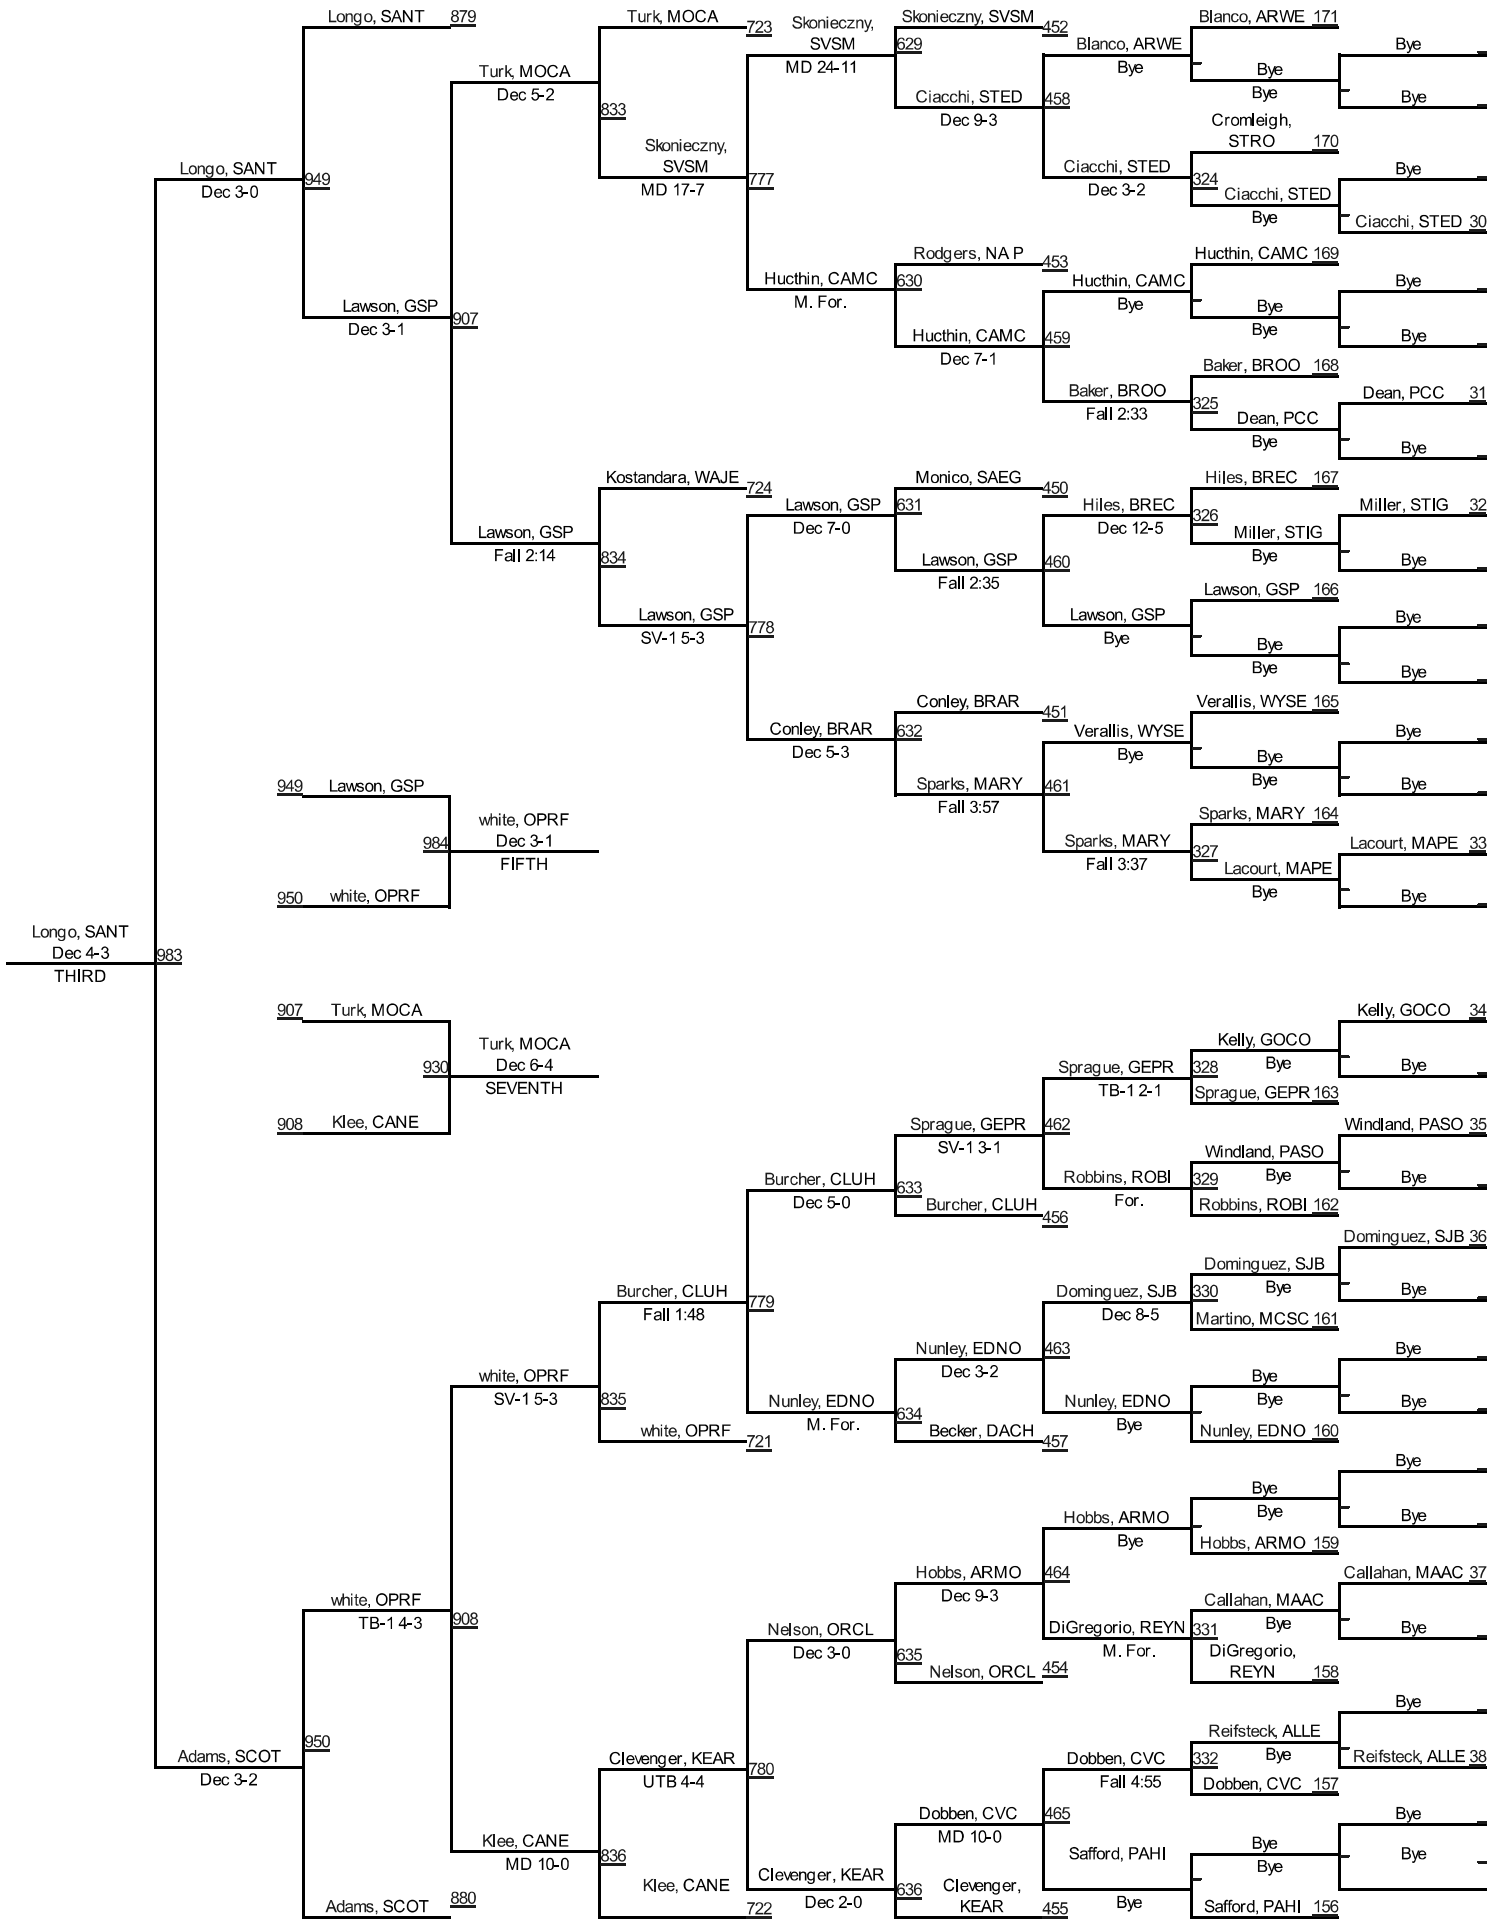 Longo, SANT 879
Turk, MOCA 723
Skonieczny,
SVSM
MD 24-11
Skonieczny, SVSM 452
629
Blanco, ARWE
Bye
Blanco, ARWE 171
Bye
Bye
Bye
Bye
Turk, MOCA
Dec 5-2
833
Ciacchi, STED
Dec 9-3
458
Cromleigh,
STRO 170
Skonieczny,
SVSM
MD 17-7
777
Ciacchi, STED
Dec 3-2
324
Ciacchi, STED
Bye
Bye
Ciacchi, STED 30
Longo, SANT
Dec 3-0
949
Hucthin, CAMC
M. For.
Rodgers, NA P 453
630
Hucthin, CAMC
Bye
Hucthin, CAMC 169
Bye
Bye
Bye
Bye
Lawson, GSP
Dec 3-1
907
Hucthin, CAMC
Dec 7-1
459
Baker, BROO
Fall 2:33
Baker, BROO 168
325
Dean, PCC
Bye
Dean, PCC 31
Bye
Kostandara, WAJE 724
Lawson, GSP
Dec 7-0
Monico, SAEG 450
631
Hiles, BREC
Dec 12-5
Hiles, BREC 167
326
Miller, STIG
Bye
Miller, STIG 32
Bye
Lawson, GSP
Fall 2:14
834
Lawson, GSP
Fall 2:35
460
Lawson, GSP
SV-1 5-3
778
Lawson, GSP
Bye
Lawson, GSP 166
Bye
Bye
Bye
Bye
Conley, BRAR
Dec 5-3
Conley, BRAR 451
632
Verallis, WYSE
Bye
Verallis, WYSE 165
Bye
Bye
Bye
Bye
949 Lawson, GSP
white, OPRF
984 Dec 3-1
FIFTH
950 white, OPRF
Sparks, MARY
Fall 3:57
461
Sparks, MARY
Fall 3:37
Sparks, MARY 164
327
Lacourt, MAPE
Bye
Lacourt, MAPE 33
Bye
Longo, SANT
Dec 4-3
983
THIRD
907 Turk, MOCA
Turk, MOCA
930 Dec 6-4
SEVENTH
908 Klee, CANE
Sprague, GEPR
TB-1 2-1
Kelly, GOCO
328 Bye
Sprague, GEPR 163
Kelly, GOCO 34
Bye
Burcher, CLUH
Dec 5-0
Sprague, GEPR
SV-1 3-1
462
633
Burcher, CLUH 456
Robbins, ROBI
For.
Windland, PASO
329 Bye
Robbins, ROBI 162
Windland, PASO 35
Bye
Burcher, CLUH
Fall 1:48
779
Dominguez, SJB
Dec 8-5
Dominguez, SJB
330 Bye
Martino, MCSC 161
Dominguez, SJB 36
Bye
white, OPRF
SV-1 5-3
835
white, OPRF 721
Nunley, EDNO
M. For.
Nunley, EDNO
Dec 3-2
463
634
Becker, DACH 457
Nunley, EDNO
Bye
Bye
Bye
Nunley, EDNO 160
Bye
Bye
white, OPRF
TB-1 4-3
908
Nelson, ORCL
Dec 3-0
Hobbs, ARMO
Dec 9-3
464
635
Nelson, ORCL 454
Hobbs, ARMO
Bye
Bye
Bye
Hobbs, ARMO 159
Bye
Bye
DiGregorio, REYN
M. For.
Callahan, MAAC
331 Bye
DiGregorio,
REYN 158
Callahan, MAAC 37
Bye
Adams, SCOT
Dec 3-2
950
Clevenger, KEAR
UTB 4-4
780
Dobben, CVC
Fall 4:55
Reifsteck, ALLE
332 Bye
Dobben, CVC 157
Bye
Reifsteck, ALLE 38
Klee, CANE
MD 10-0
836
Klee, CANE
722
Clevenger, KEAR
Dec 2-0
Dobben, CVC
MD 10-0
465
636 Clevenger,
KEAR 455
Safford, PAHI
Bye
Bye
Bye
Safford, PAHI 156
Bye
Bye
Adams, SCOT 880